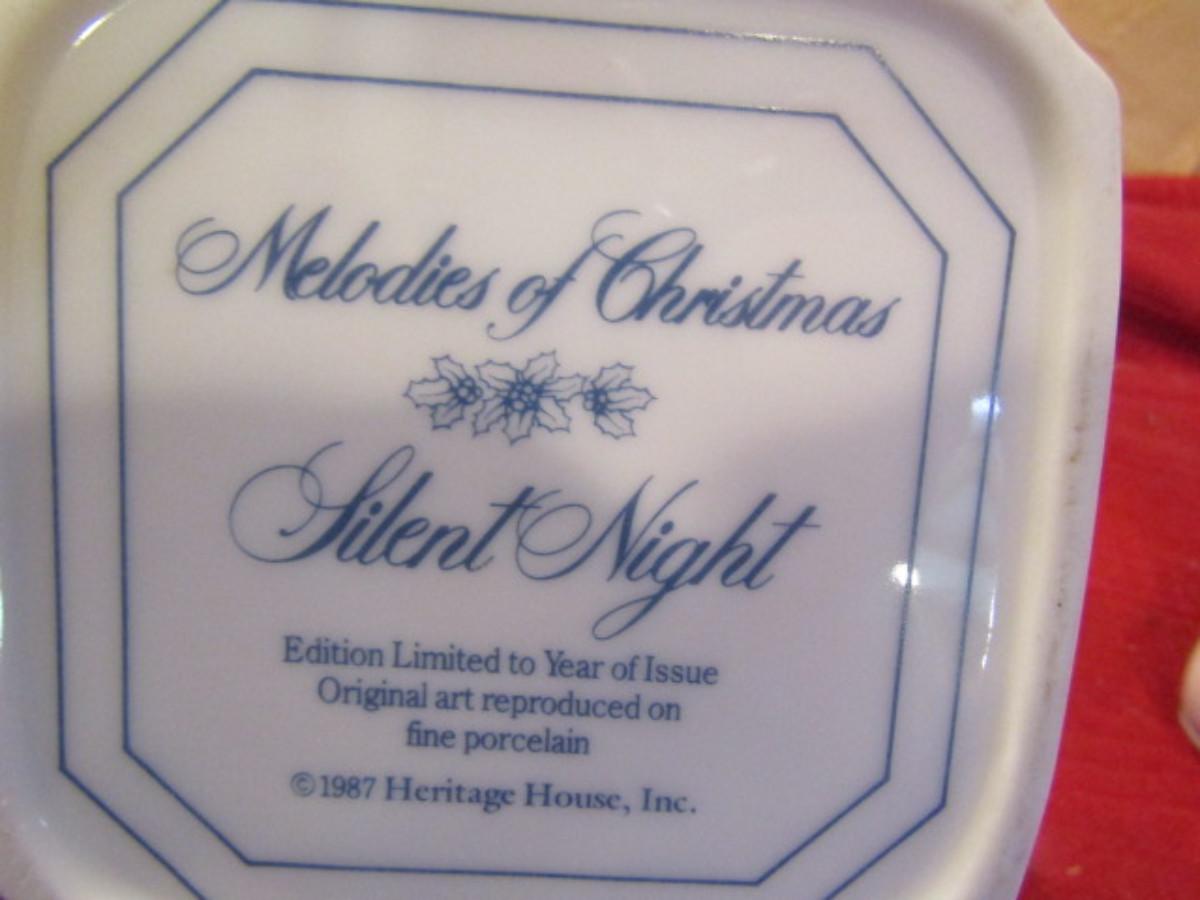 Melodies of Christmas
Silent Night
Edition Limited to Year of Issue
Original art reproduced on
fine porcelain
©1987 Heritage House, Inc.